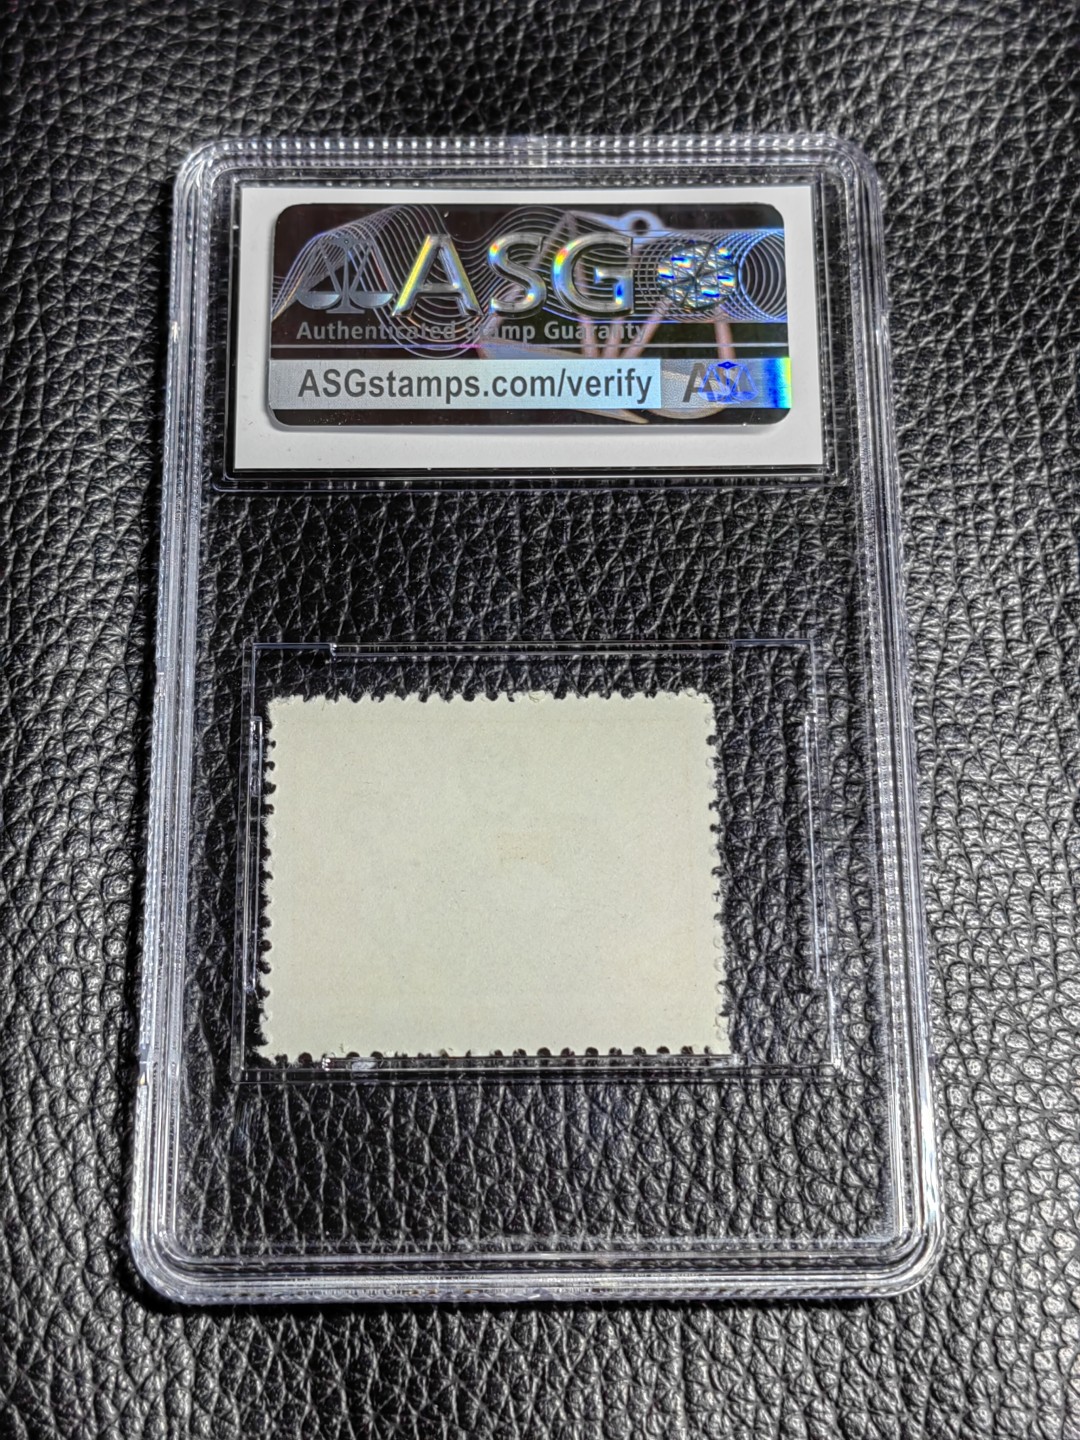 ASG
Authenticated Stamp Guaranty
ASGstamps.com/verify